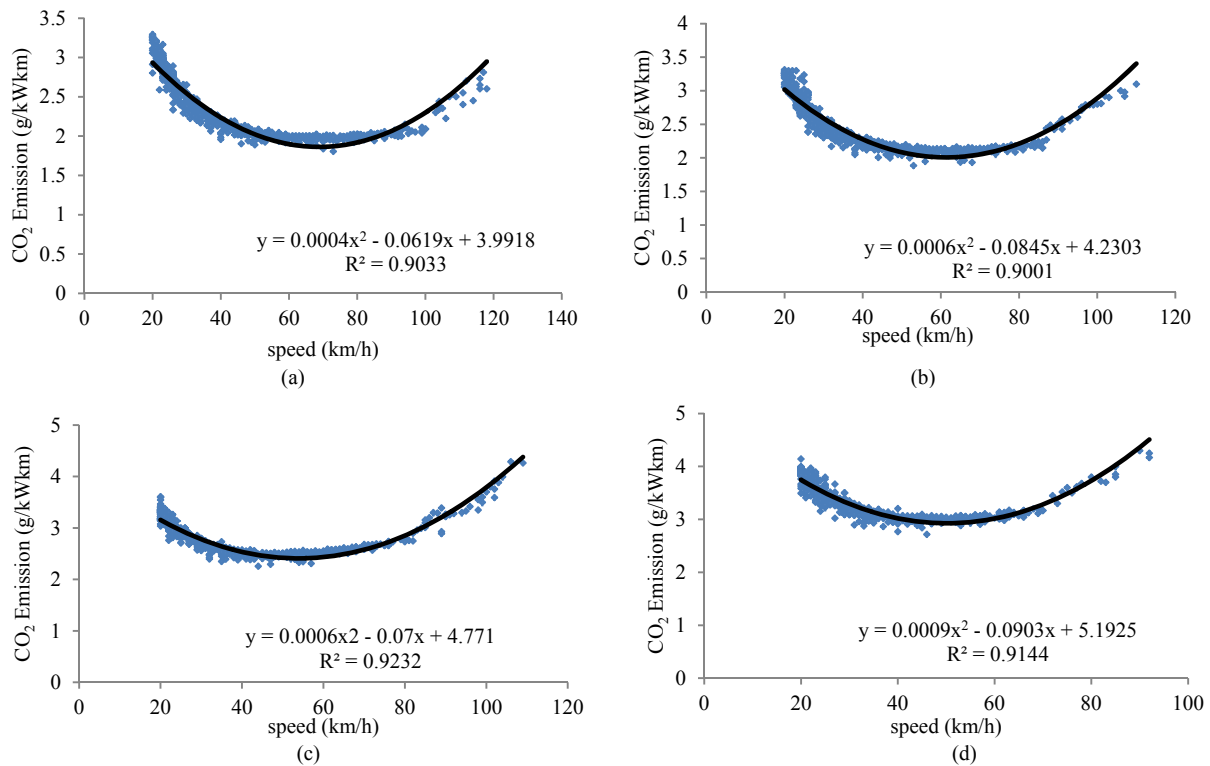 CO₂ Emission (g/kWkm)
3.5
3
2.5
2
1.5
1
0.5
0
y = 0.0004x² - 0.0619x + 3.9918
R² = 0.9033
0 20 40 60 80 100 120 140
speed (km/h)
(a)
CO₂ Emission (g/kWkm)
4
3.5
3
2.5
2
1.5
1
0.5
0
y = 0.0006x² - 0.0845x + 4.2303
R² = 0.9001
0 20 40 60 80 100 120
speed (km/h)
(b)
CO₂ Emission (g/kWkm)
5
4
3
2
1
0
y = 0.0006x2 - 0.07x + 4.771
R² = 0.9232
0 20 40 60 80 100 120
speed (km/h)
(c)
CO₂ Emission (g/kWkm)
5
4
3
2
1
0
y = 0.0009x² - 0.0903x + 5.1925
R² = 0.9144
0 20 40 60 80 100
speed (km/h)
(d)